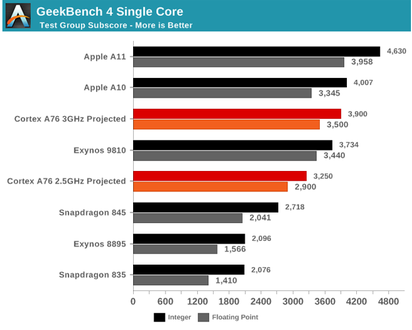 GeekBench 4 Single Core
Test Group Subscore - More is Better
Apple A11
4,630
3,958
Apple A10
4,007
3,345
Cortex A76 3GHz Projected
3,900
3,500
Exynos 9810
3,734
3,440
Cortex A76 2.5GHz Projected
3,250
2,900
Snapdragon 845
2,718
2,041
Exynos 8895
2,096
1,566
Snapdragon 835
2,076
1,410
0 600 1200 1800 2400 3000 3600 4200 4800
Integer Floating Point